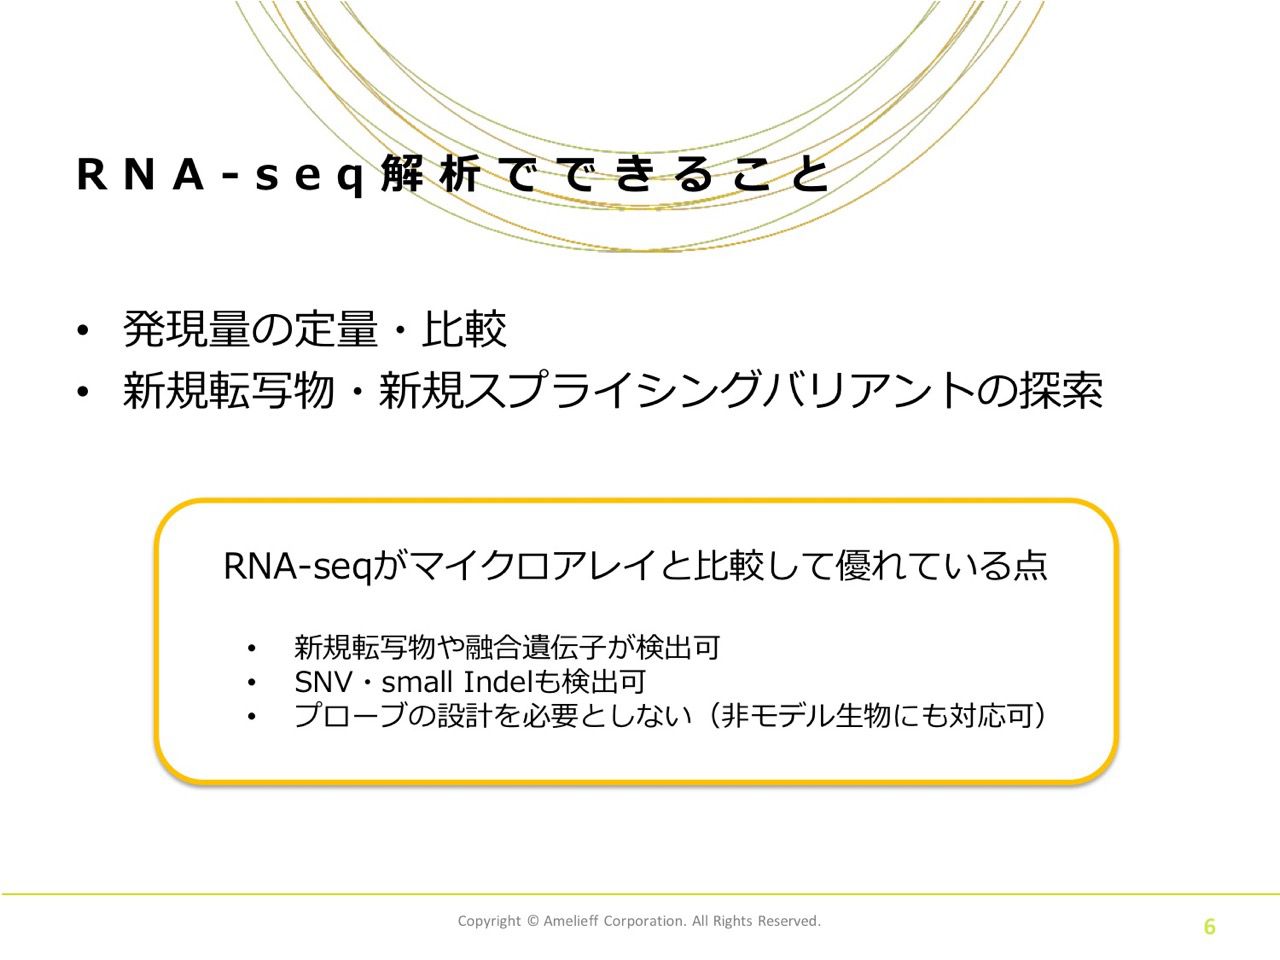 RNA-seq解析でできること
• 発現量の定量・比較
• 新規転写物・新規スプライシングバリアントの探索
RNA-seqがマイクロアレイと比較して優れている点
• 新規転写物や融合遺伝子が検出可
• SNV・small Indelも検出可
• プローブの設計を必要としない（非モデル生物にも対応可）
Copyright © Amelieff Corporation. All Rights Reserved.
6